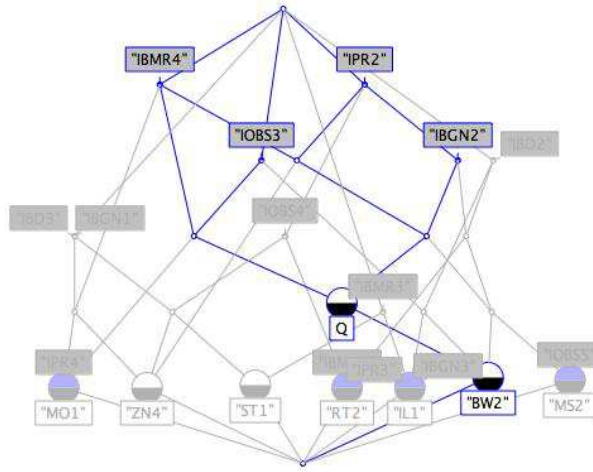 "IBMR4"
"IPR2"
"IOBS3"
"IBGN2"
"IBD2"
"IBD3"
"IBGN1"
"IOBS4"
"IBMR3"
Q
"IPR4"
"IPR3"
"IBGN3"
"IOBS5"
"MO1"
"ZN4"
"ST1"
"RT2"
"IL1"
"BW2"
"MS2"